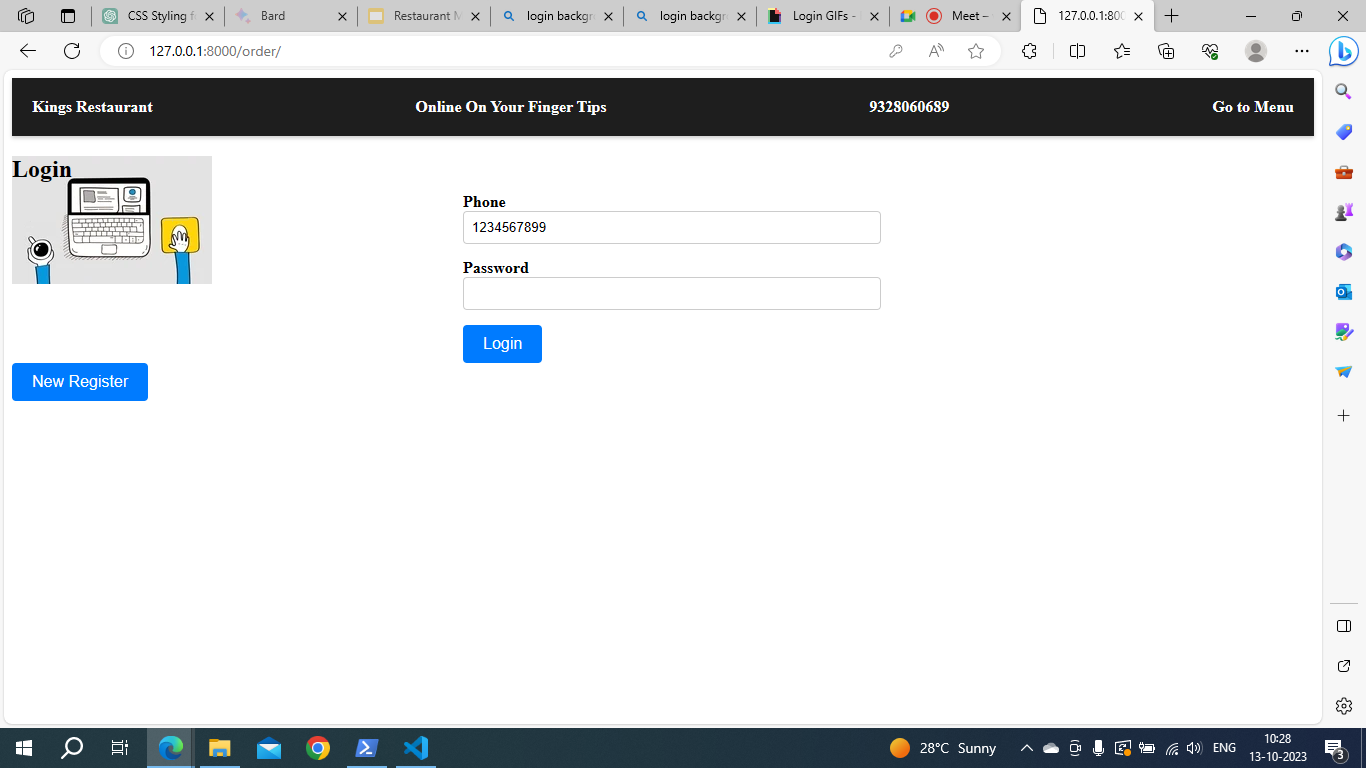 CSS Styling fa
Bard
Restaurant M
login backgr
login backgr
Login GIFs -
Meet –
127.0.0.1:800
127.0.0.1:8000/order/
Kings Restaurant
Online On Your Finger Tips
9328060689
Go to Menu
Login
Phone
1234567899
Password
Login
New Register
28°C Sunny
ENG
10:28
13-10-2023
3